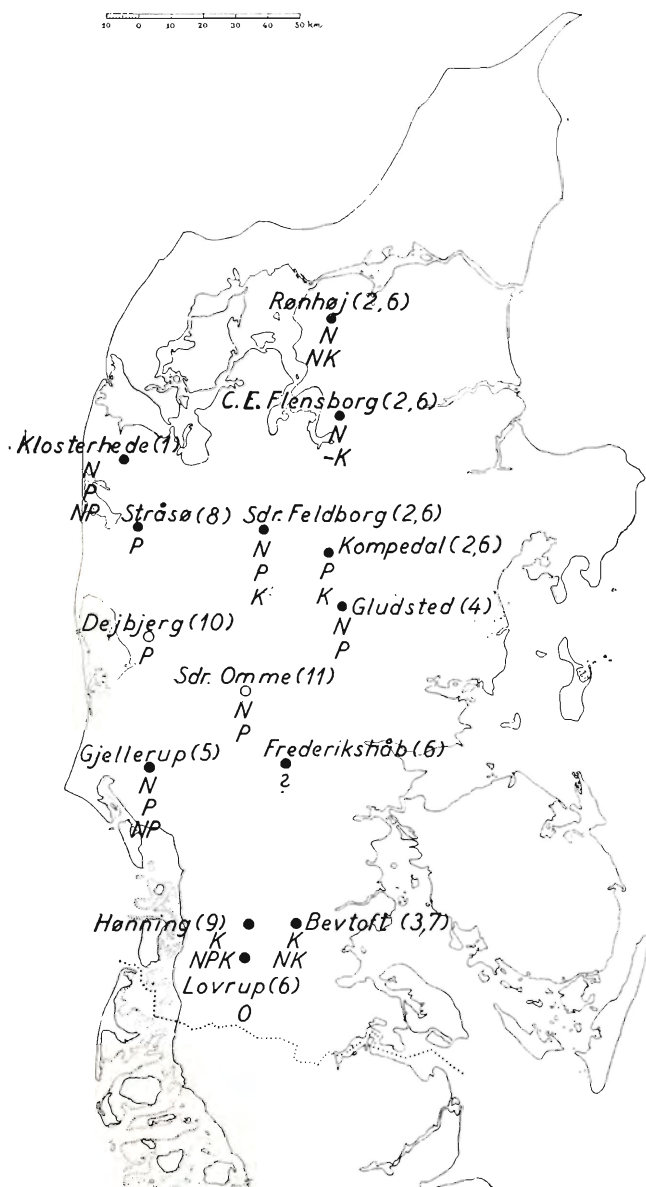 10 0 10 20 30 40 50 km
Rønhøj (2,6)
N
NK
C.E. Flensborg (2,6)
N
-K
Klosterhede (1)
N
P
NP
Stråsø (8)
P
Sdr. Feldborg (2,6)
N
P
K
Kompedal (2,6)
P
K
Gludsted (4)
N
P
Dejbjerg (10)
P
Sdr. Omme (11)
N
P
Gjellerup (5)
N
P
NP
Frederikshåb (6)
?
Hønning (9)
K
NPK
Bevtoft (3,7)
K
NK
Lovrup (6)
O